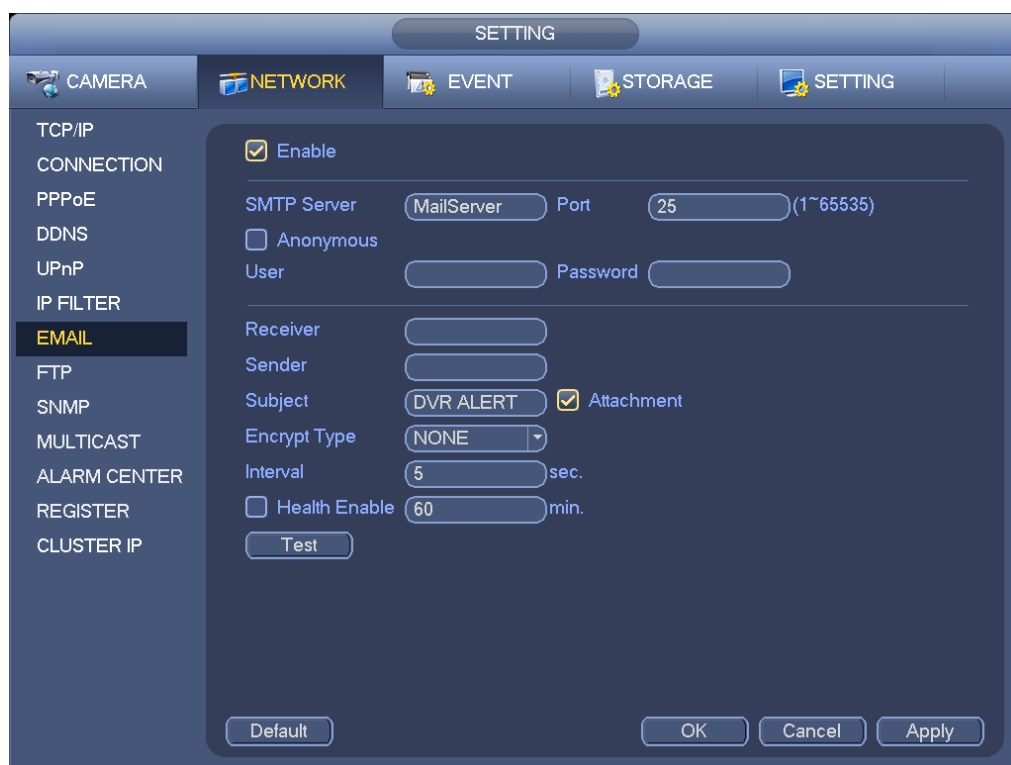 SETTING
CAMERA NETWORK EVENT STORAGE SETTING
TCP/IP
CONNECTION
PPPoE
DDNS
UPnP
IP FILTER
EMAIL
FTP
SNMP
MULTICAST
ALARM CENTER
REGISTER
CLUSTER IP
Enable
SMTP Server MailServer Port 25 (1~65535)
Anonymous
User Password
Receiver
Sender
Subject DVR ALERT Attachment
Encrypt Type NONE
Interval 5 sec.
Health Enable 60 min.
Test
Default OK Cancel Apply